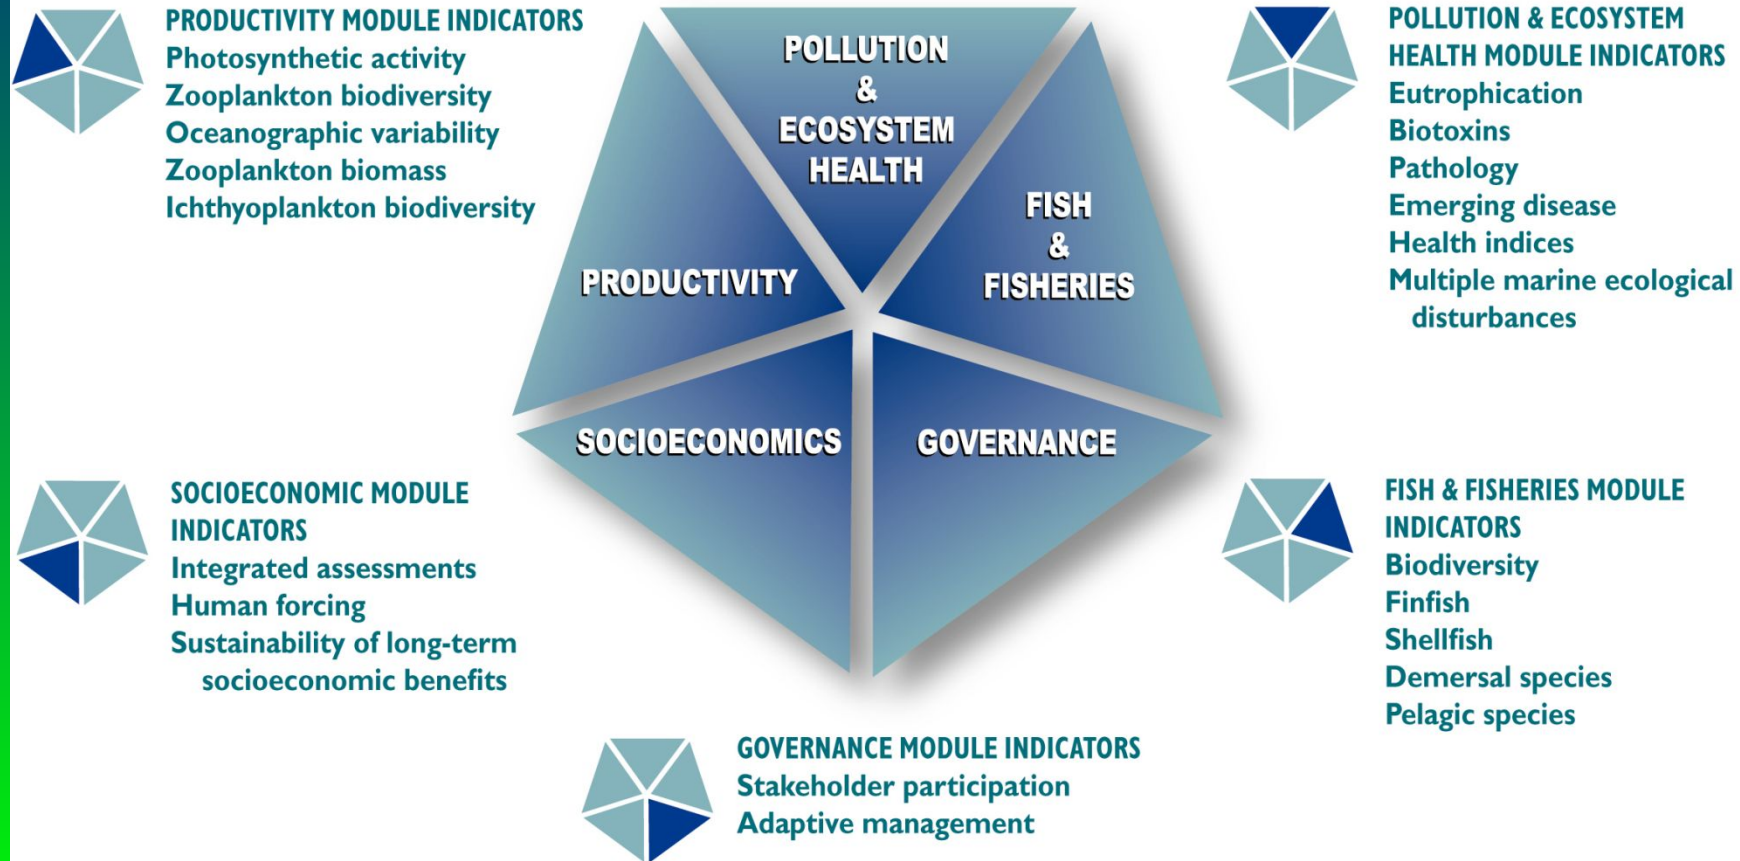 PRODUCTIVITY MODULE INDICATORS
Photosynthetic activity
Zooplankton biodiversity
Oceanographic variability
Zooplankton biomass
Ichthyoplankton biodiversity
POLLUTION
&
ECOSYSTEM
HEALTH
FISH
&
FISHERIES
PRODUCTIVITY
SOCIOECONOMICS
GOVERNANCE
POLLUTION & ECOSYSTEM
HEALTH MODULE INDICATORS
Eutrophication
Biotoxins
Pathology
Emerging disease
Health indices
Multiple marine ecological
disturbances
SOCIOECONOMIC MODULE
INDICATORS
Integrated assessments
Human forcing
Sustainability of long-term
socioeconomic benefits
FISH & FISHERIES MODULE
INDICATORS
Biodiversity
Finfish
Shellfish
Demersal species
Pelagic species
GOVERNANCE MODULE INDICATORS
Stakeholder participation
Adaptive management